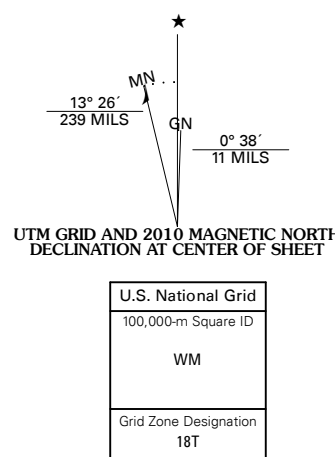 ★
MN
13° 26´
239 MILS
GN
0° 38´
11 MILS
UTM GRID AND 2010 MAGNETIC NORTH
DECLINATION AT CENTER OF SHEET
U.S. National Grid
100,000-m Square ID
WM
Grid Zone Designation
18T